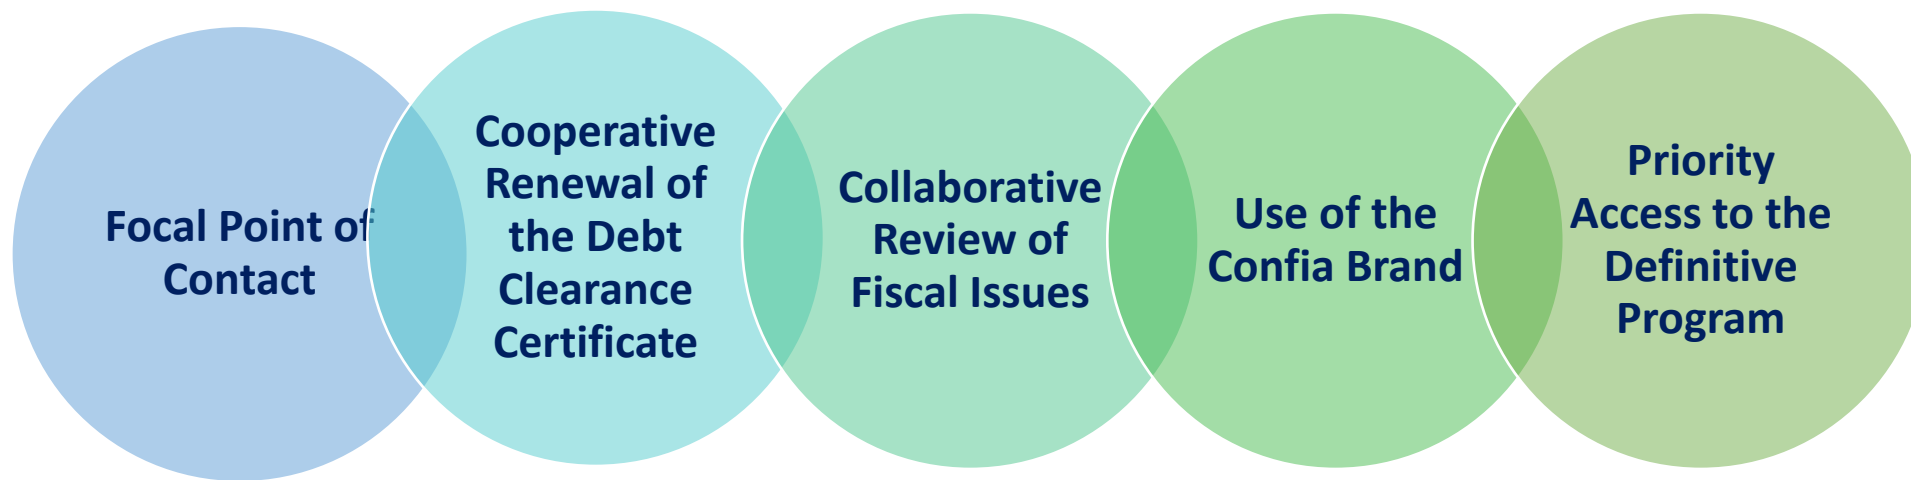 Focal Point of
Contact
Cooperative
Renewal of
the Debt
Clearance
Certificate
Collaborative
Review of
Fiscal Issues
Use of the
Confia Brand
Priority
Access to the
Definitive
Program